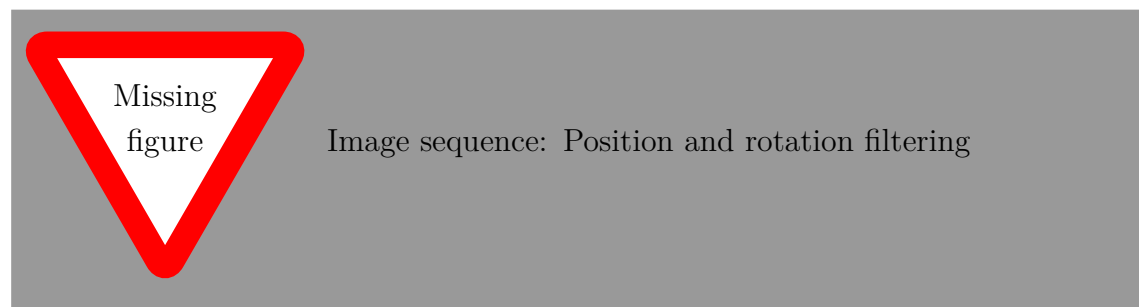 Missing
figure
Image sequence: Position and rotation filtering